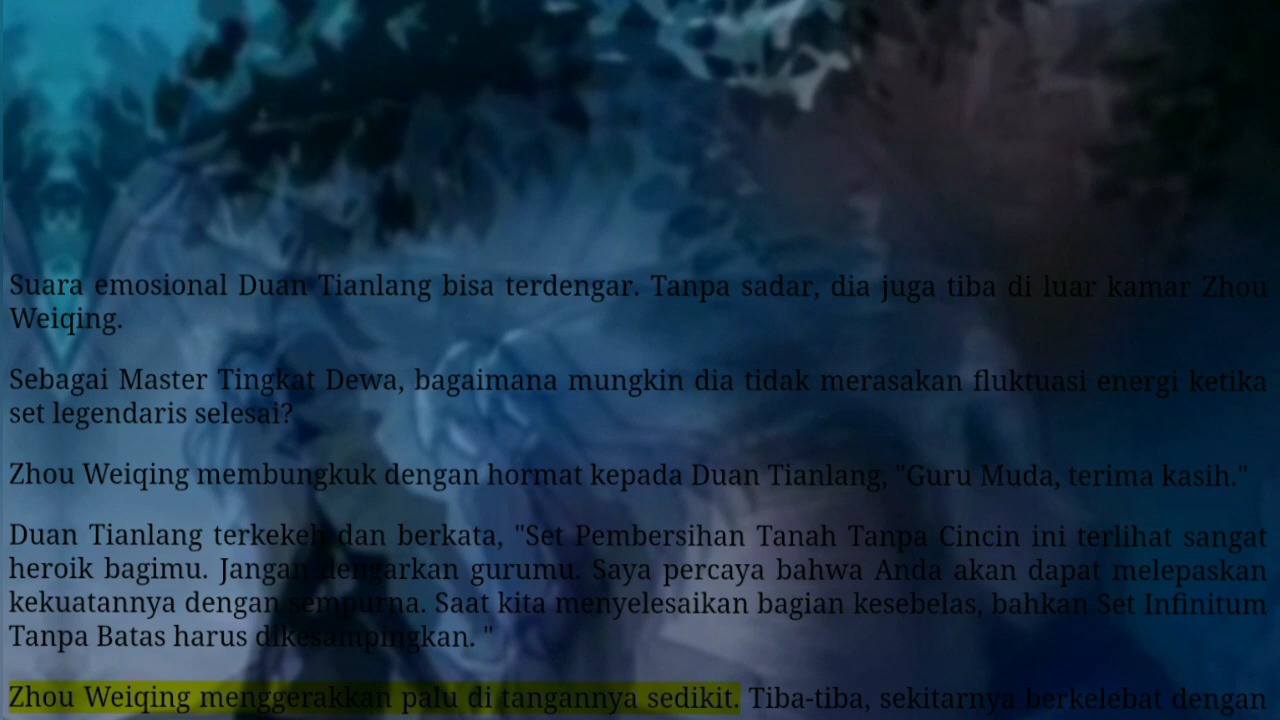 Suara emosional Duan Tianlang bisa terdengar. Tanpa sadar, dia juga tiba di luar kamar Zhou
Weiqing.
Sebagai Master Tingkat Dewa, bagaimana mungkin dia tidak merasakan fluktuasi energi ketika
set legendaris selesai?
Zhou Weiqing membungkuk dengan hormat kepada Duan Tianlang, "Guru Muda, terima kasih."
Duan Tianlang terkekeh dan berkata, "Set Pembersihan Tanah Tanpa Cincin ini terlihat sangat
heroik bagimu. Jangan dengarkan gurumu. Saya percaya bahwa Anda akan dapat melepaskan
kekuatannya dengan sempurna. Saat kita menyelesaikan bagian kesebelas, bahkan Set Infinitum
Tanpa Batas harus dikesampingkan. "
Zhou Weiqing menggerakkan palu di tangannya sedikit. Tiba-tiba, sekitarnya berkelebat dengan